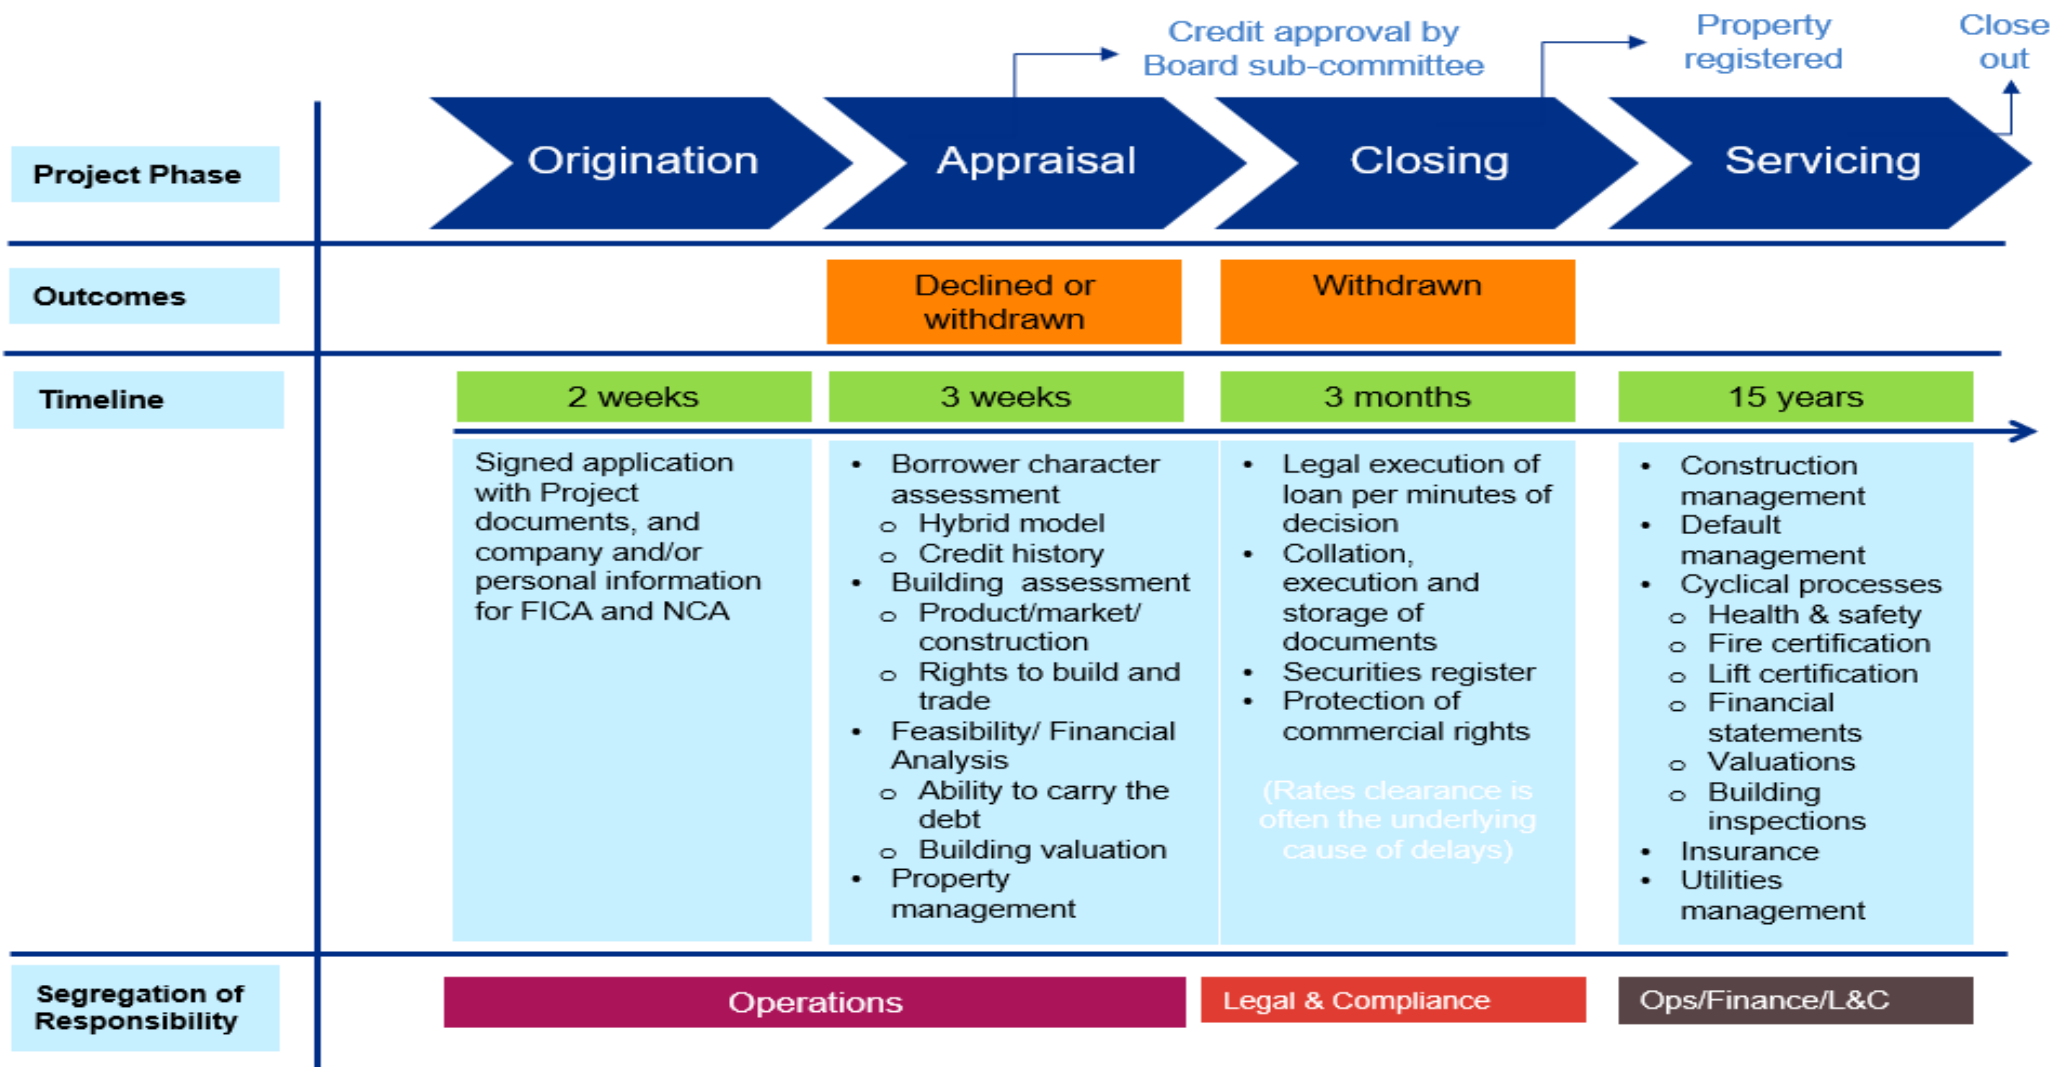 Credit approval by
Board sub-committee
Property
registered
Close
out
Project Phase
Origination
Appraisal
Closing
Servicing
Outcomes
Declined or
withdrawn
Withdrawn
Timeline
2 weeks
3 weeks
3 months
15 years
Signed application
with Project
documents, and
company and/or
personal information
for FICA and NCA
• Borrower character
assessment
o Hybrid model
o Credit history
• Building assessment
o Product/market/
construction
o Rights to build and
trade
• Feasibility/ Financial
Analysis
o Ability to carry the
debt
o Building valuation
• Property
management
• Legal execution of
loan per minutes of
decision
• Collation,
execution and
storage of
documents
• Securities register
• Protection of
commercial rights
(Rates clearance is
often the underlying
cause of delays)
• Construction
management
• Default
management
• Cyclical processes
o Health & safety
o Fire certification
o Lift certification
o Financial
statements
o Valuations
o Building
inspections
• Insurance
• Utilities
management
Segregation of
Responsibility
Operations
Legal & Compliance
Ops/Finance/L&C